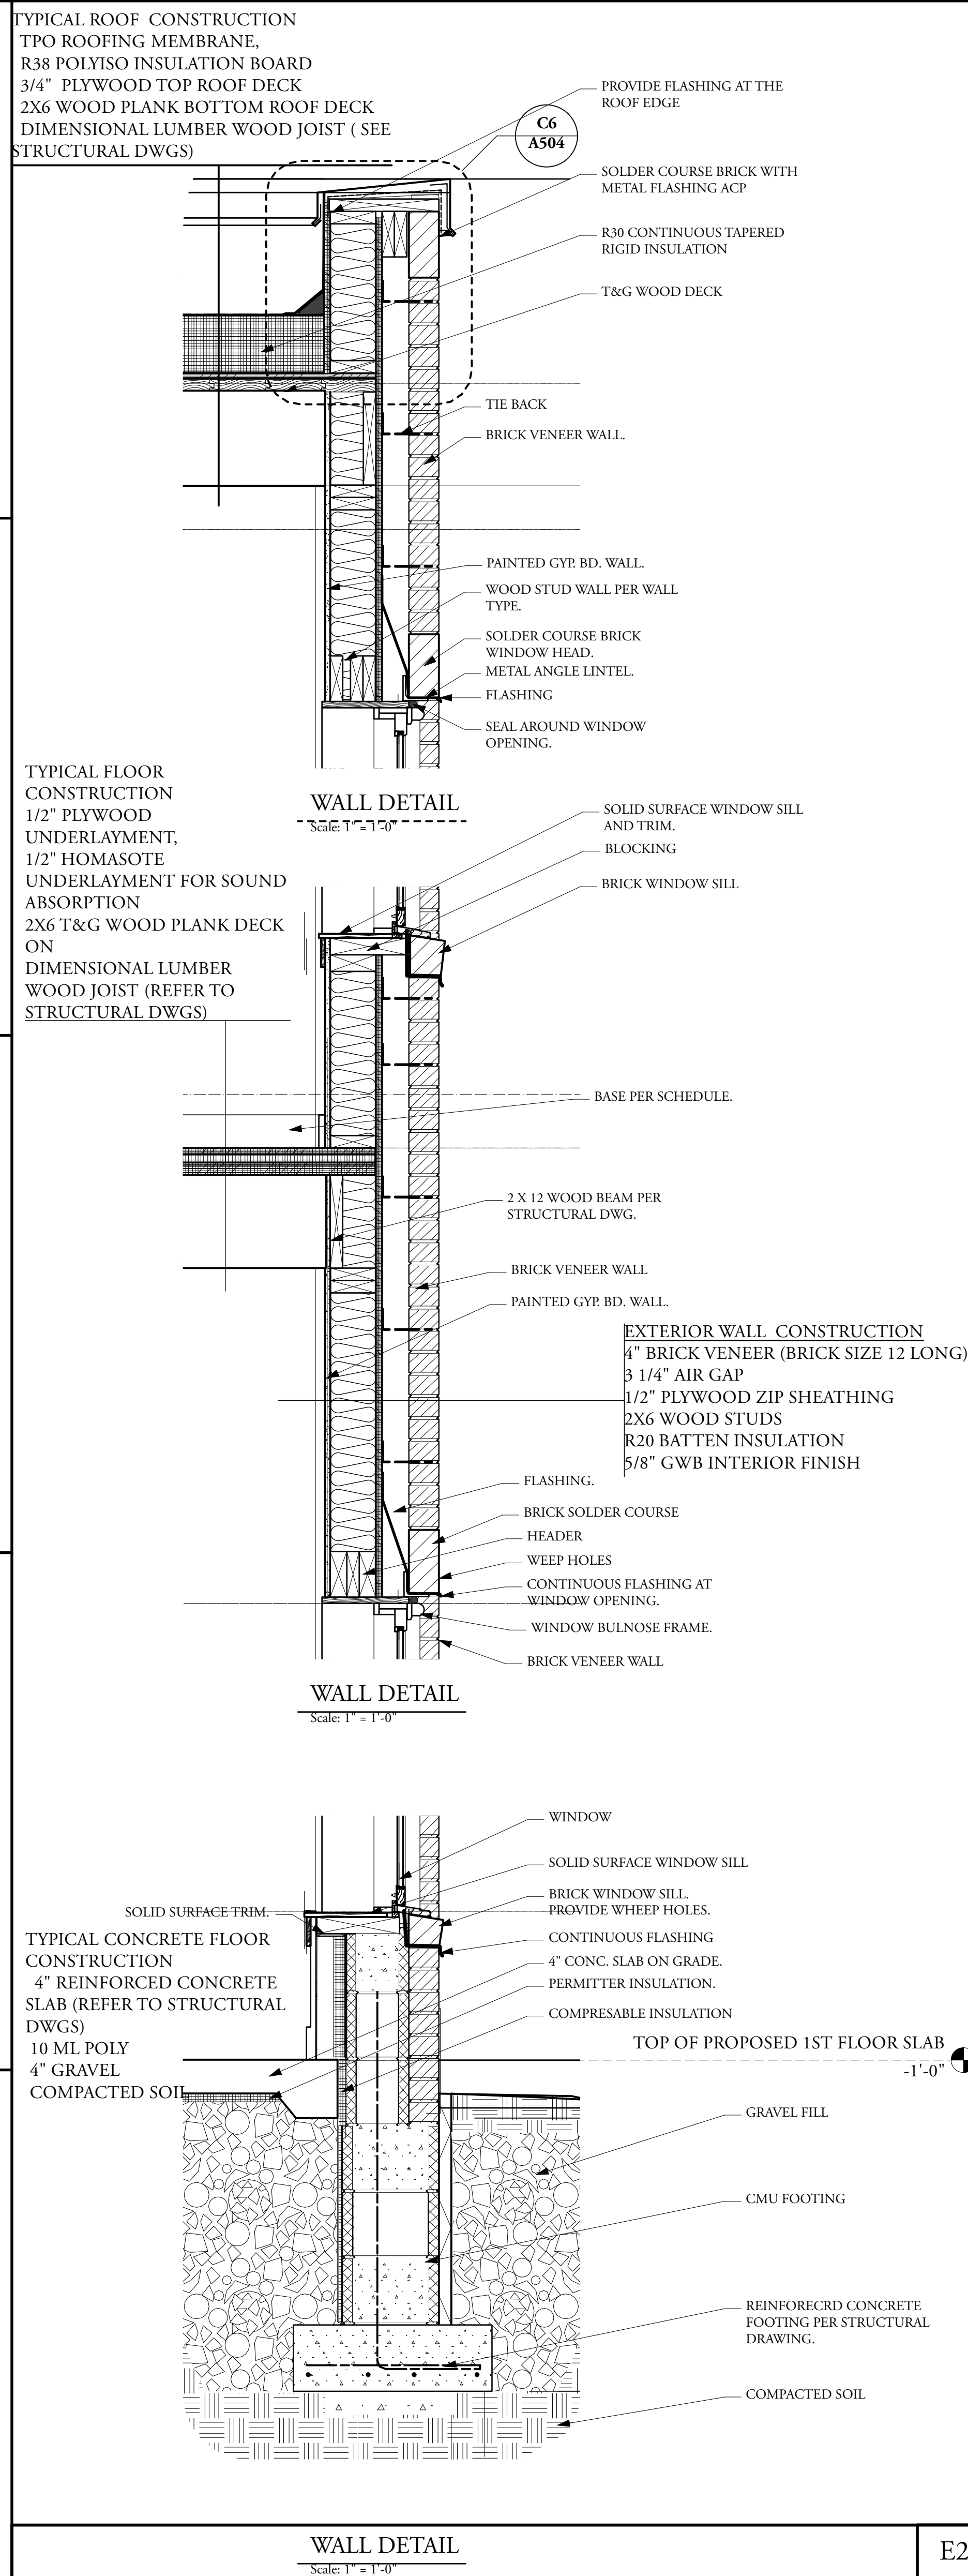 TYPICAL ROOF CONSTRUCTION
TPO ROOFING MEMBRANE,
R38 POLYISO INSULATION BOARD
3/4" PLYWOOD TOP ROOF DECK
2X6 WOOD PLANK BOTTOM ROOF DECK
DIMENSIONAL LUMBER WOOD JOIST ( SEE
STRUCTURAL DWGS)
PROVIDE FLASHING AT THE
ROOF EDGE
C6
A504
SOLDER COURSE BRICK WITH
METAL FLASHING ACP
R30 CONTINUOUS TAPERED
RIGID INSULATION
T&G WOOD DECK
TIE BACK
BRICK VENEER WALL.
PAINTED GYP. BD. WALL.
WOOD STUD WALL PER WALL
TYPE.
SOLDER COURSE BRICK
WINDOW HEAD.
METAL ANGLE LINTEL.
FLASHING
SEAL AROUND WINDOW
OPENING.
WALL DETAIL
Scale: 1" = 1'-0"
TYPICAL FLOOR
CONSTRUCTION
1/2" PLYWOOD
UNDERLAYMENT,
1/2" HOMASOTE
UNDERLAYMENT FOR SOUND
ABSORPTION
2X6 T&G WOOD PLANK DECK
ON
DIMENSIONAL LUMBER
WOOD JOIST (REFER TO
STRUCTURAL DWGS)
SOLID SURFACE WINDOW SILL
AND TRIM.
BLOCKING
BRICK WINDOW SILL
BASE PER SCHEDULE.
2 X 12 WOOD BEAM PER
STRUCTURAL DWG.
BRICK VENEER WALL
PAINTED GYP. BD. WALL.
EXTERIOR WALL CONSTRUCTION
4" BRICK VENEER (BRICK SIZE 12 LONG)
3 1/4" AIR GAP
1/2" PLYWOOD ZIP SHEATHING
2X6 WOOD STUDS
R20 BATTEN INSULATION
5/8" GWB INTERIOR FINISH
FLASHING.
BRICK SOLDER COURSE
HEADER
WEEP HOLES
CONTINUOUS FLASHING AT
WINDOW OPENING.
WINDOW BULNOSE FRAME.
BRICK VENEER WALL
WALL DETAIL
Scale: 1" = 1'-0"
WINDOW
SOLID SURFACE WINDOW SILL
BRICK WINDOW SILL.
PROVIDE WHEEP HOLES.
CONTINUOUS FLASHING
4" CONC. SLAB ON GRADE.
PERMITTER INSULATION.
COMPRESABLE INSULATION
SOLID SURFACE TRIM.
TYPICAL CONCRETE FLOOR
CONSTRUCTION
4" REINFORCED CONCRETE
SLAB (REFER TO STRUCTURAL
DWGS)
10 ML POLY
4" GRAVEL
COMPACTED SOIL
TOP OF PROPOSED 1ST FLOOR SLAB
-1'-0"
GRAVEL FILL
CMU FOOTING
REINFORECRD CONCRETE
FOOTING PER STRUCTURAL
DRAWING.
COMPACTED SOIL
WALL DETAIL
Scale: 1" = 1'-0"
E2